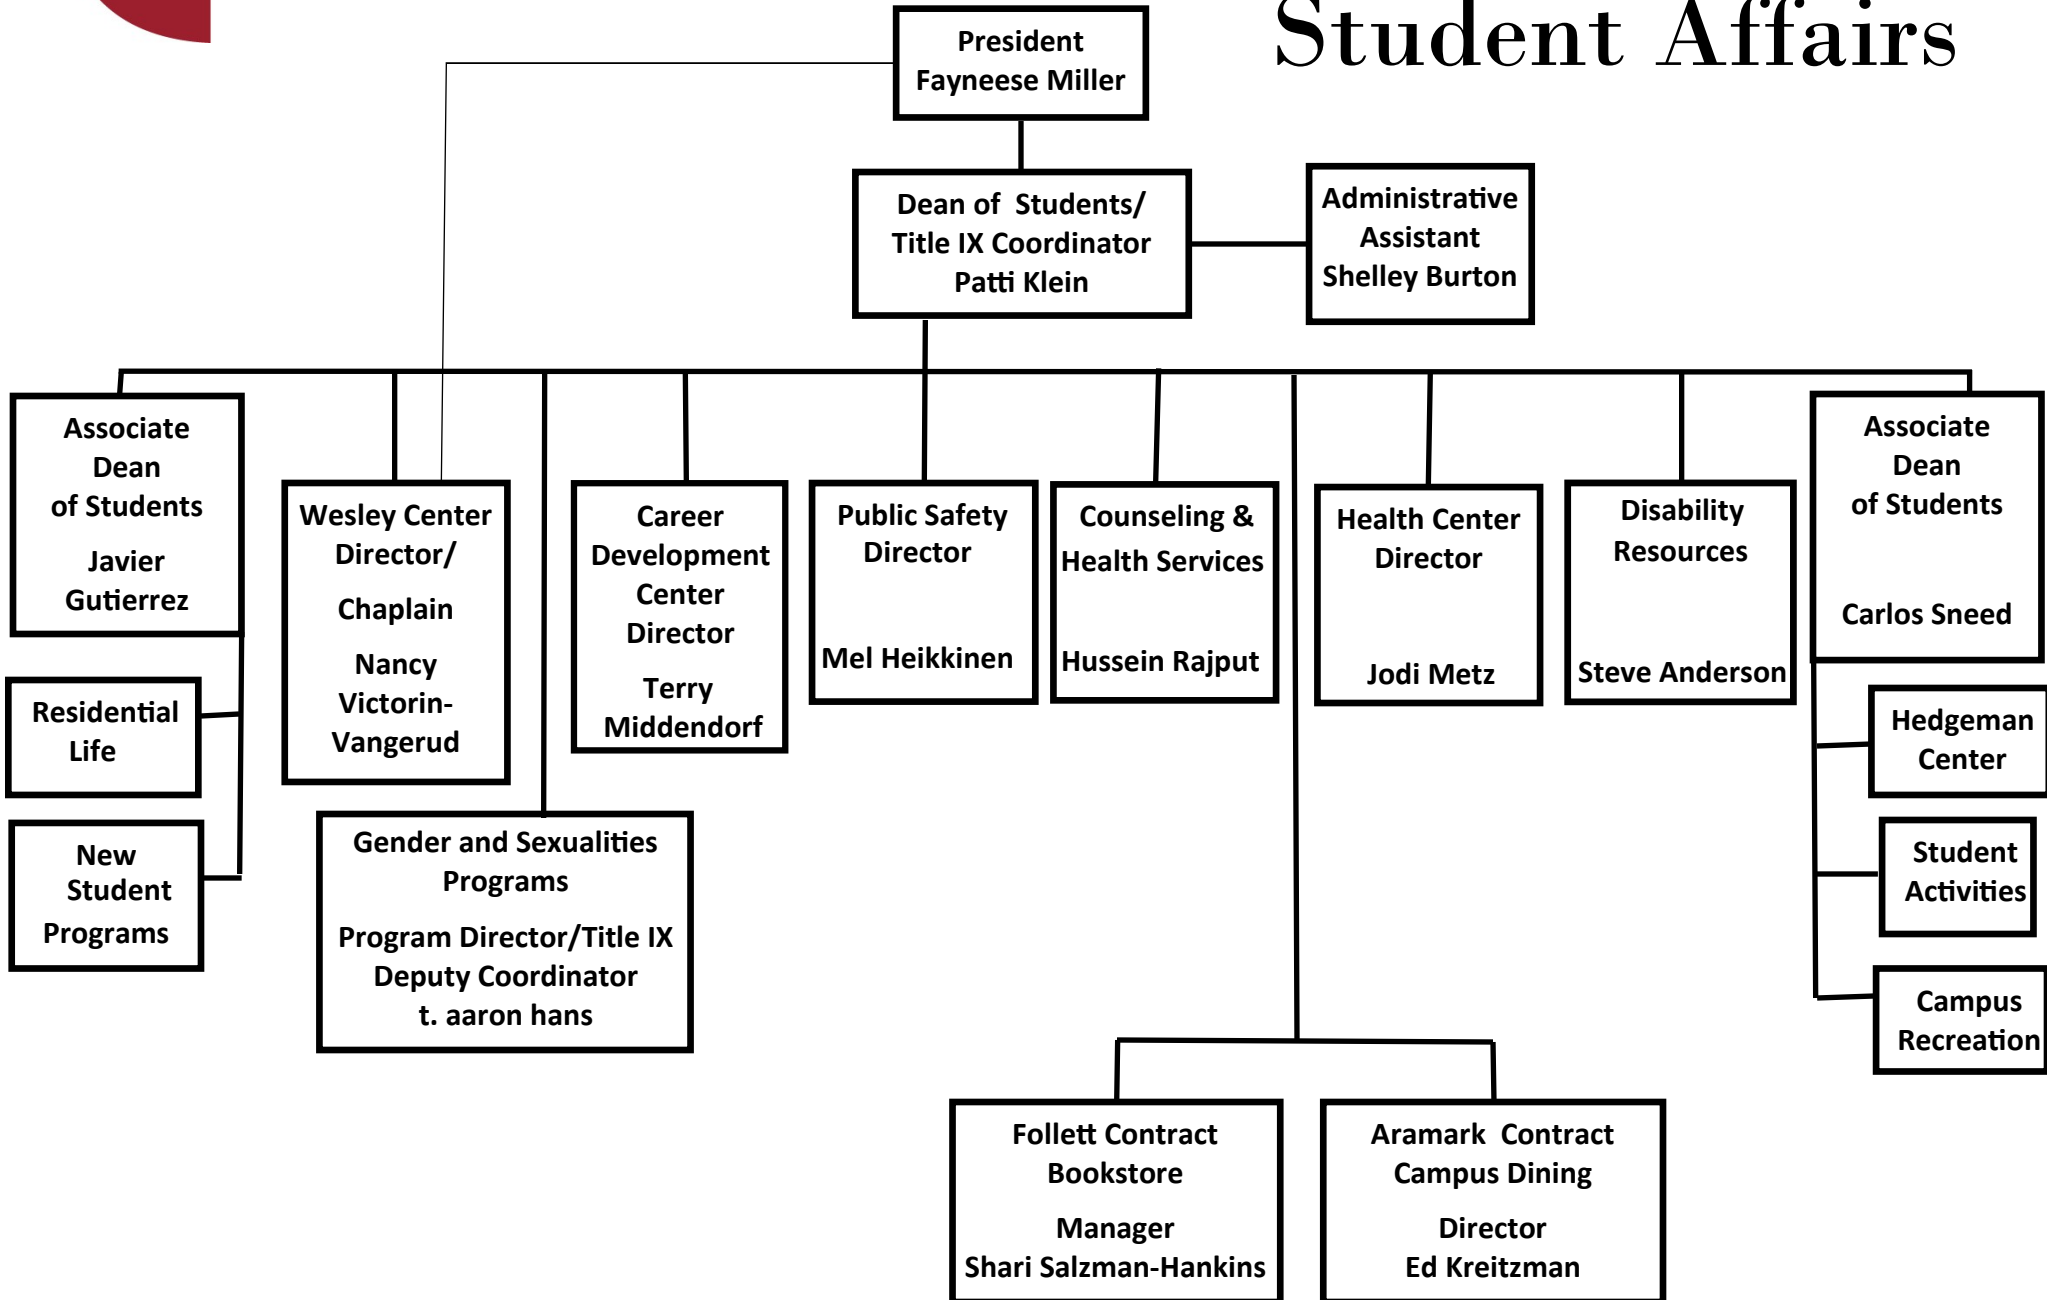 Student Affairs
President
Fayneese Miller
Dean of  Students/
Title IX Coordinator
Patti Klein
Administrative
Assistant
Shelley Burton
Associate
Dean
of Students
Javier
Gutierrez
Residential
Life
New
Student
Programs
Wesley Center
Director/
Chaplain
Nancy
Victorin-
Vangerud
Gender and Sexualities
Programs
Program Director/Title IX
Deputy Coordinator
t. aaron hans
Career
Development
Center
Director
Terry
Middendorf
Public Safety
Director
Mel Heikkinen
Counseling &
Health Services
Hussein Rajput
Follett Contract
Bookstore
Manager
Shari Salzman-Hankins
Aramark  Contract
Campus Dining
Director
Ed Kreitzman
Health Center
Director
Jodi Metz
Disability
Resources
Steve Anderson
Associate
Dean
of Students
Carlos Sneed
Hedgeman
Center
Student
Activities
Campus
Recreation